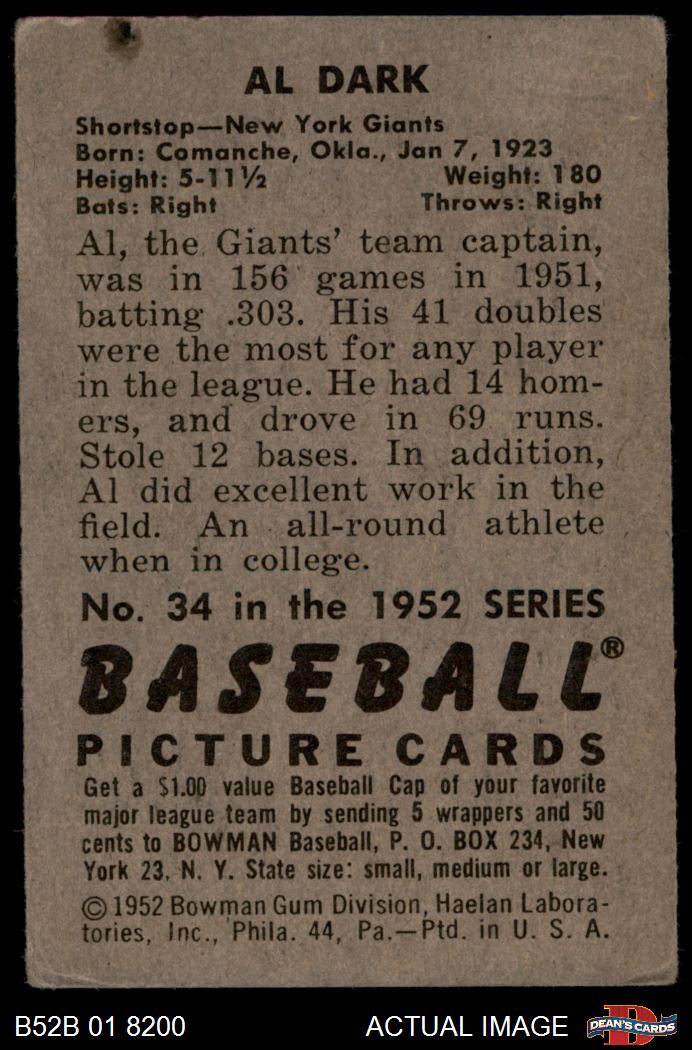 AL DARK
Shortstop—New York Giants
Born: Comanche, Okla., Jan 7, 1923
Height: 5-11½ Weight: 180
Bats: Right Throws: Right
Al, the Giants’ team captain,
was in 156 games in 1951,
batting .303. His 41 doubles
were the most for any player
in the league. He had 14 hom-
ers, and drove in 69 runs.
Stole 12 bases. In addition,
Al did excellent work in the
field. An all-round athlete
when in college.
No. 34 in the 1952 SERIES
BASEBALL®
PICTURE CARDS
Get a $1.00 value Baseball Cap of your favorite
major league team by sending 5 wrappers and 50
cents to BOWMAN Baseball, P. O. BOX 234, New
York 23, N. Y. State size: small, medium or large.
©1952 Bowman Gum Division, Haelan Labora-
tories, Inc., Phila. 44, Pa.—Ptd. in U. S. A.
B52B 01 8200 ACTUAL IMAGE DEAN'S CARDS